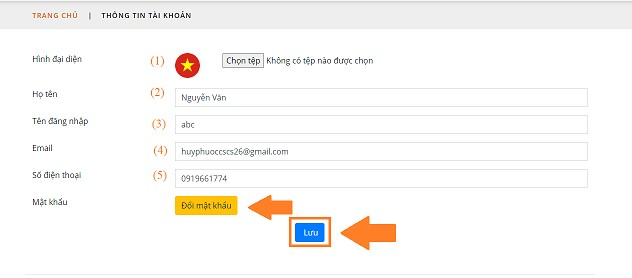 TRANG CHỦ | THÔNG TIN TÀI KHOẢN
Hình đại diện (1) Chọn tệp Không có tệp nào được chọn
Họ tên (2) Nguyễn Văn
Tên đăng nhập (3) abc
Email (4) huyphuoccscs26@gmail.com
Số điện thoại (5) 0919661774
Mật khẩu Đổi mật khẩu
Lưu